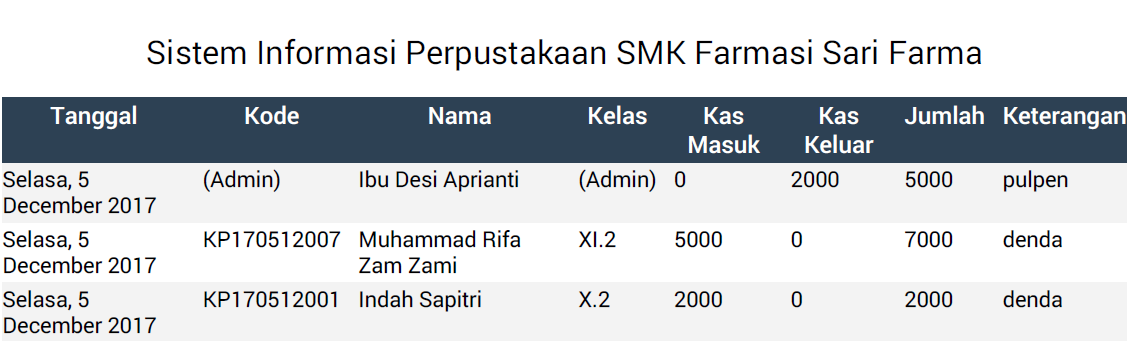 Sistem Informasi Perpustakaan SMK Farmasi Sari Farma
Tanggal Kode Nama Kelas Kas Masuk Kas Keluar Jumlah Keterangan
Selasa, 5 December 2017 (Admin) Ibu Desi Aprianti (Admin) 0 2000 5000 pulpen
Selasa, 5 December 2017 KP170512007 Muhammad Rifa Zam Zami XI.2 5000 0 7000 denda
Selasa, 5 December 2017 KP170512001 Indah Sapitri X.2 2000 0 2000 denda